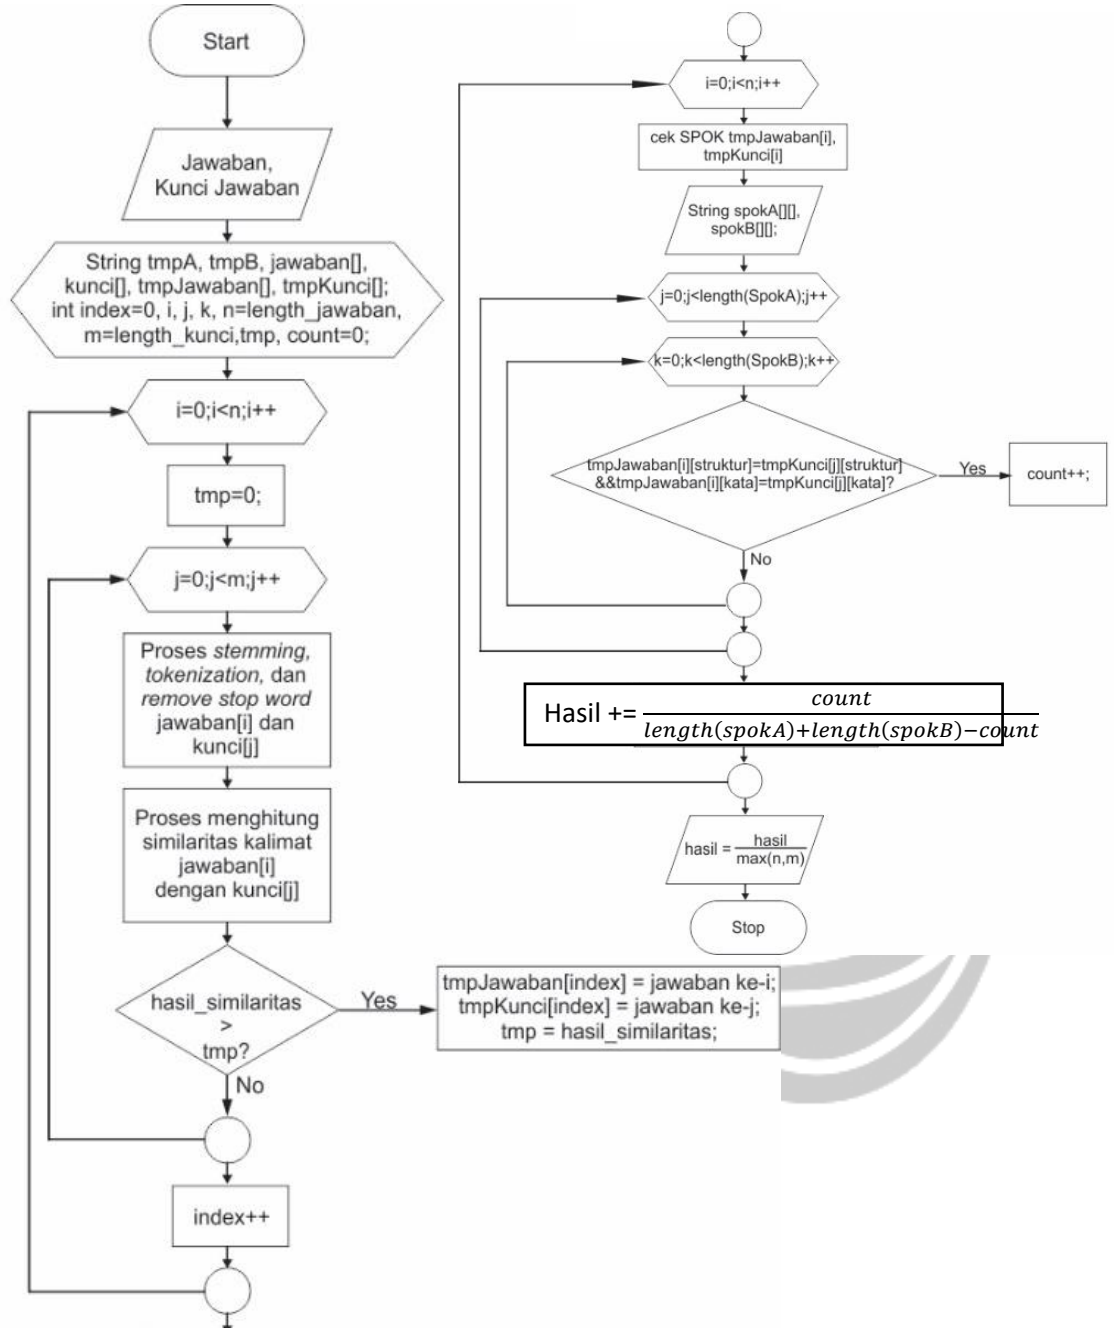 Start
Jawaban,
Kunci Jawaban
String tmpA, tmpB, jawaban[],
kunci[], tmpJawaban[], tmpKunci[];
int index=0, i, j, k, n=length_jawaban,
m=length_kunci,tmp, count=0;
i=0;i<n;i++
tmp=0;
j=0;j<m;j++
Proses stemming,
tokenization, dan
remove stop word
jawaban[i] dan
kunci[j]
Proses menghitung
similaritas kalimat
jawaban[i]
dengan kunci[j]
hasil_similaritas
>
tmp?
Yes
tmpJawaban[index] = jawaban ke-i;
tmpKunci[index] = jawaban ke-j;
tmp = hasil_similaritas;
No
index++
i=0;i<n;i++
cek SPOK tmpJawaban[i],
tmpKunci[i]
String spokA[][],
spokB[][];
j=0;j<length(SpokA);j++
k=0;k<length(SpokB);k++
tmpJawaban[i][struktur]=tmpKunci[j][struktur]
&&tmpJawaban[i][kata]=tmpKunci[j][kata]?
Yes
count++;
No
Hasil += count
length(spokA)+length(spokB)−count
hasil = hasil
max(n,m)
Stop